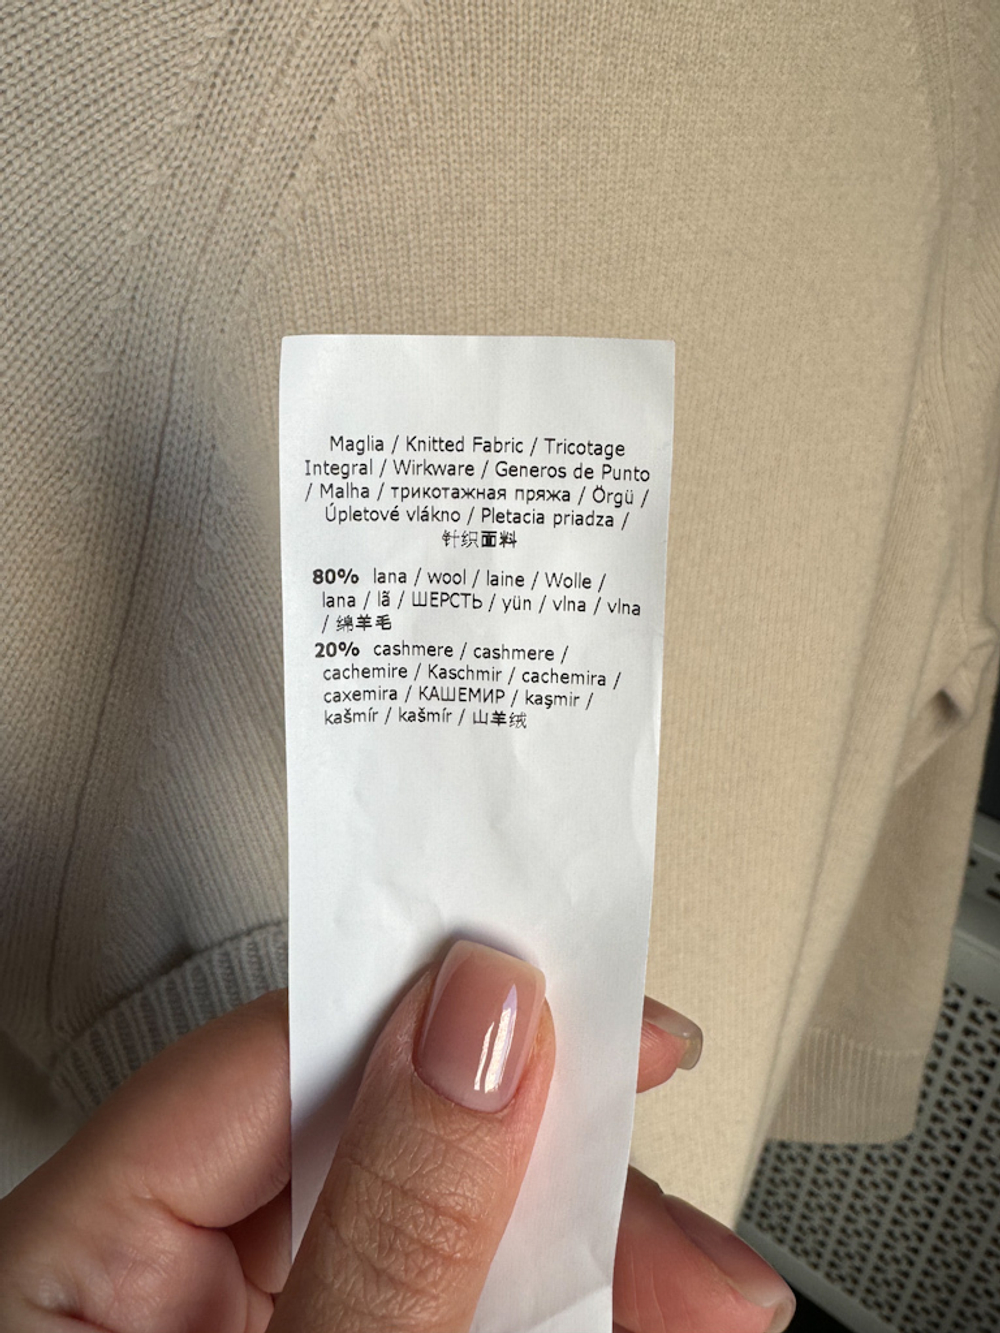 Maglia / Knitted Fabric / Tricotage
Integral / Wirkware / Generos de Punto
/ Malha / трикотажная пряжа / Örgü /
Úpletové vlákno / Pletacia priadza /
针织面料
80% lana / wool / laine / Wolle /
lana / lã / ШЕРСТЬ / yün / vlna / vlna
/ 绵羊毛
20% cashmere / cashmere /
cachemire / Kaschmir / cachemira /
caxemira / КАШЕМИР / kaşmir /
kašmír / kašmír / 山羊绒